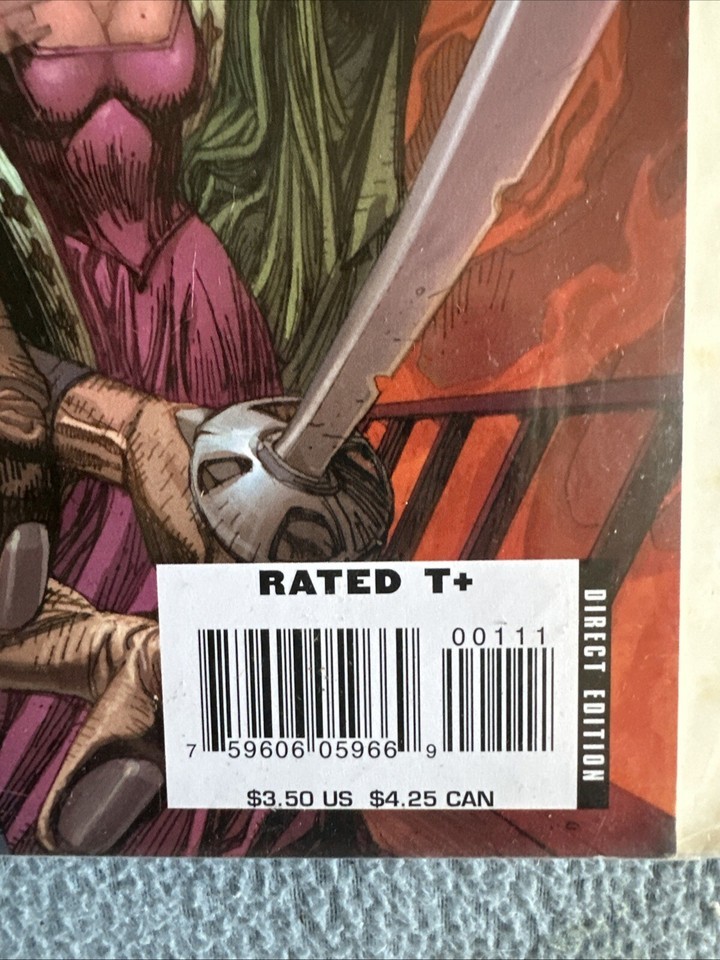 RATED T+
00111
7 59606 05966 9
$3.50 US $4.25 CAN
DIRECT EDITION